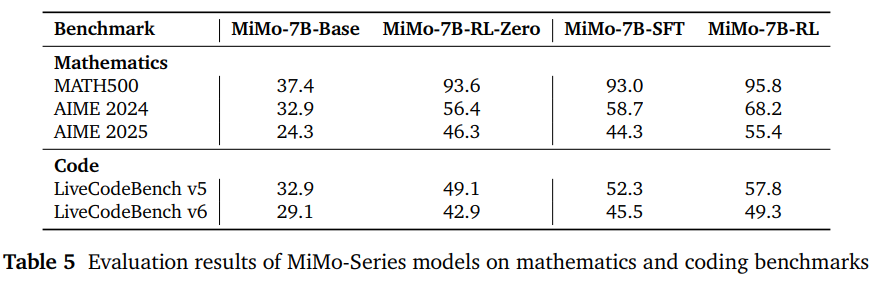 Benchmark MiMo-7B-Base MiMo-7B-RL-Zero MiMo-7B-SFT MiMo-7B-RL
Mathematics
MATH500 37.4 93.6 93.0 95.8
AIME 2024 32.9 56.4 58.7 68.2
AIME 2025 24.3 46.3 44.3 55.4
Code
LiveCodeBench v5 32.9 49.1 52.3 57.8
LiveCodeBench v6 29.1 42.9 45.5 49.3
Table 5 Evaluation results of MiMo-Series models on mathematics and coding benchmarks